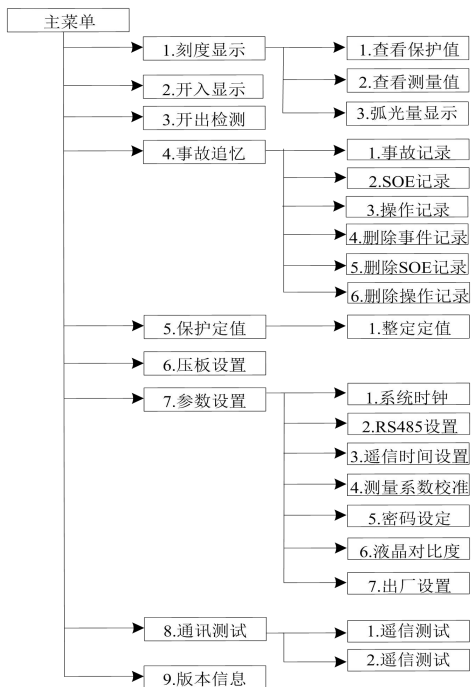 主菜单
1.刻度显示
1.查看保护值
2.查看测量值
3.弧光量显示
2.开入显示
3.开出检测
4.事故追忆
1.事故记录
2.SOE记录
3.操作记录
4.删除事件记录
5.删除SOE记录
6.删除操作记录
5.保护定值
1.整定定值
6.压板设置
7.参数设置
1.系统时钟
2.RS485设置
3.遥信时间设置
4.测量系数校准
5.密码设定
6.液晶对比度
7.出厂设置
8.通讯测试
1.遥信测试
2.遥信测试
9.版本信息